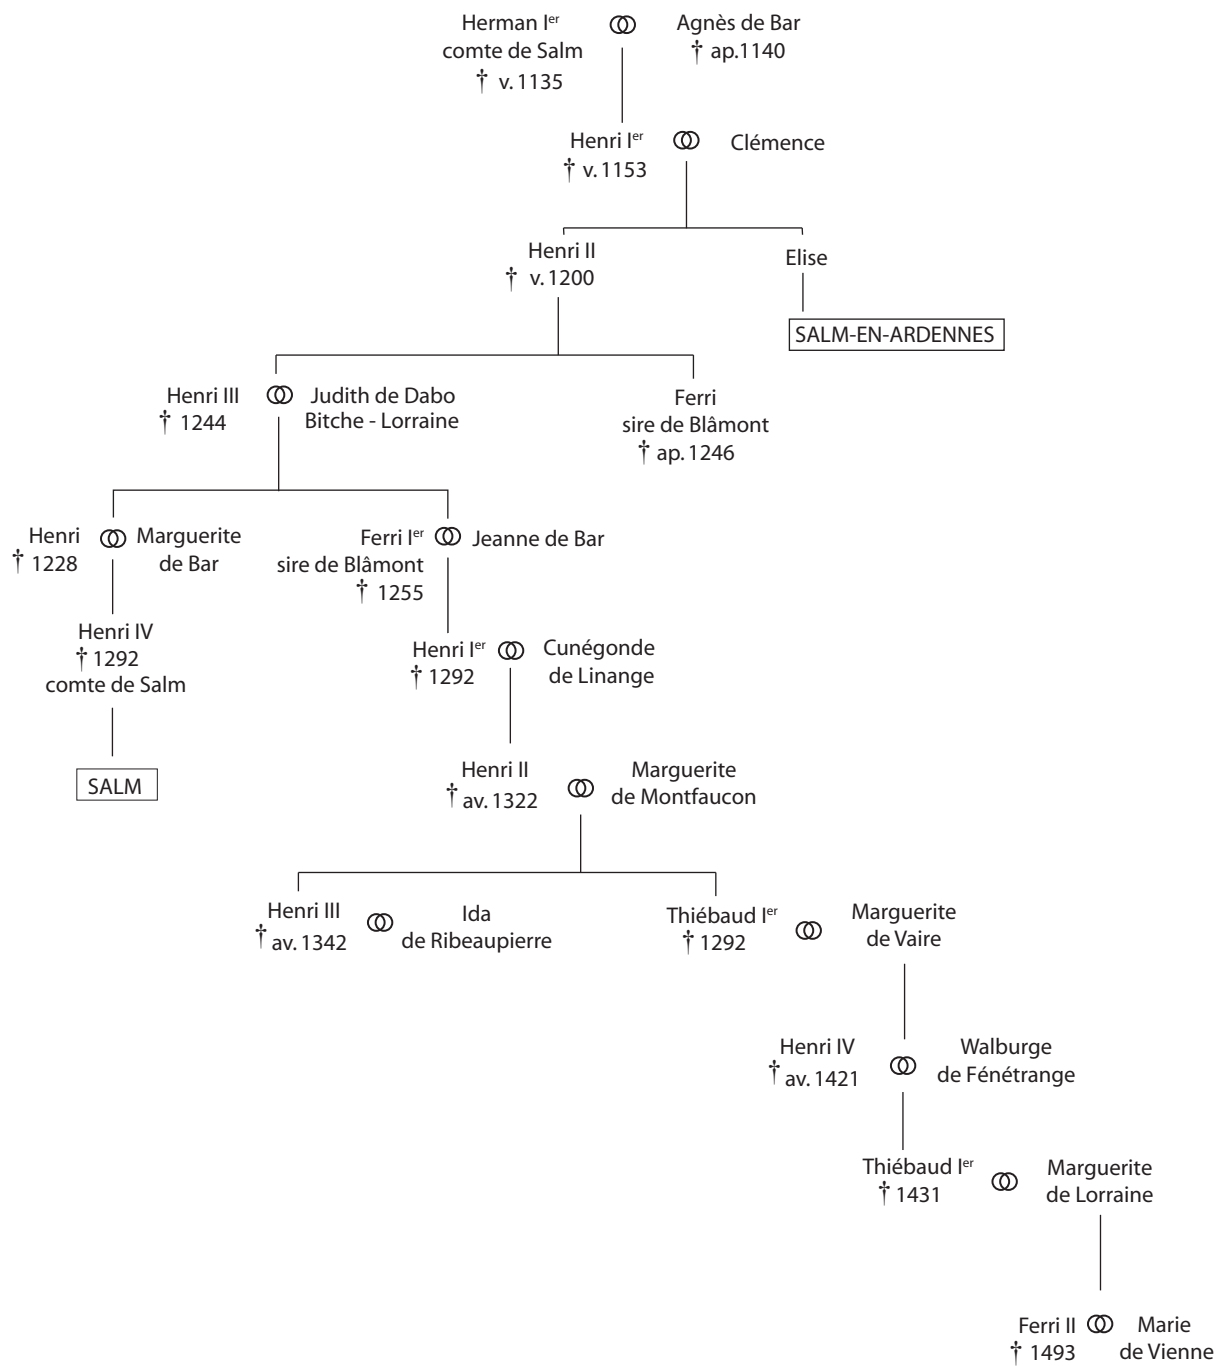 Herman Iᵉʳ
comte de Salm
† v. 1135
Agnès de Bar
† ap.1140
Henri Iᵉʳ
† v. 1153
Clémence
Henri II
† v. 1200
Elise
SALM-EN-ARDENNES
Henri III
† 1244
Judith de Dabo
Bitche - Lorraine
Ferri
sire de Blâmont
† ap. 1246
Henri
† 1228
Marguerite
de Bar
Ferri Iᵉʳ
sire de Blâmont
† 1255
Jeanne de Bar
Henri IV
† 1292
comte de Salm
Henri Iᵉʳ
† 1292
Cunégonde
de Linange
SALM
Henri II
† av. 1322
Marguerite
de Montfaucon
Henri III
† av. 1342
Ida
de Ribeaupierre
Thiébaud Iᵉʳ
† 1292
Marguerite
de Vaire
Henri IV
† av. 1421
Walburge
de Fénétrange
Thiébaud Iᵉʳ
† 1431
Marguerite
de Lorraine
Ferri II
† 1493
Marie
de Vienne